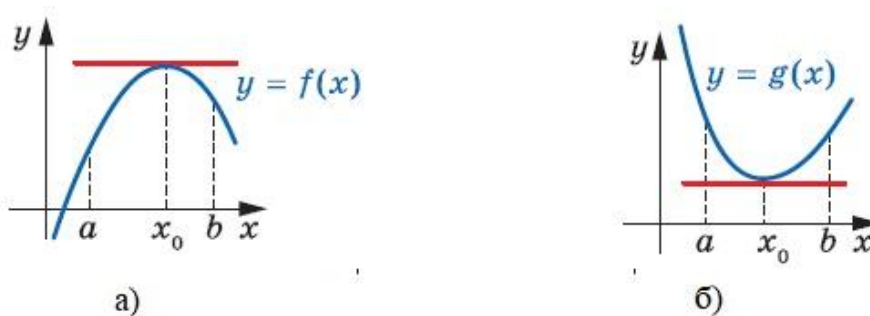 y
y = f(x)
a x₀ b x
а)
y
y = g(x)
a x₀ b x
б)